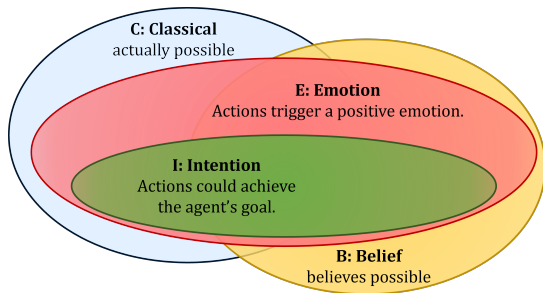 C: Classical
actually possible
E: Emotion
Actions trigger a positive emotion.
I: Intention
Actions could achieve
the agent's goal.
B: Belief
believes possible